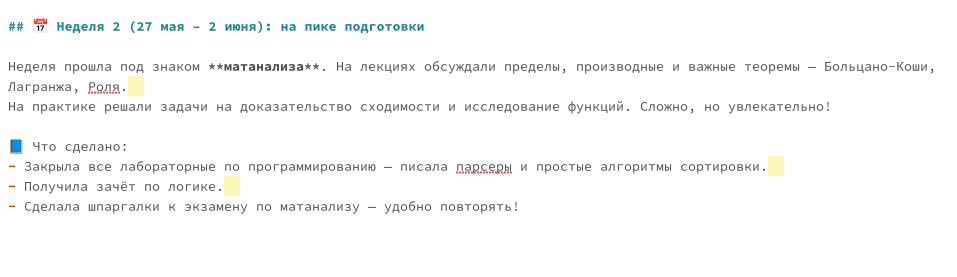 ## 📅 Неделя 2 (27 мая – 2 июня): на пике подготовки
Неделя прошла под знаком **матанализа**. На лекциях обсуждали пределы, производные и важные теоремы — Больцано-Коши,
Лагранжа, Роля.
На практике решали задачи на доказательство сходимости и исследование функций. Сложно, но увлекательно!
📘 Что сделано:
- Закрыла все лабораторные по программированию — писала парсеры и простые алгоритмы сортировки.
- Получила зачёт по логике.
- Сделала шпаргалки к экзамену по матанализу — удобно повторять!